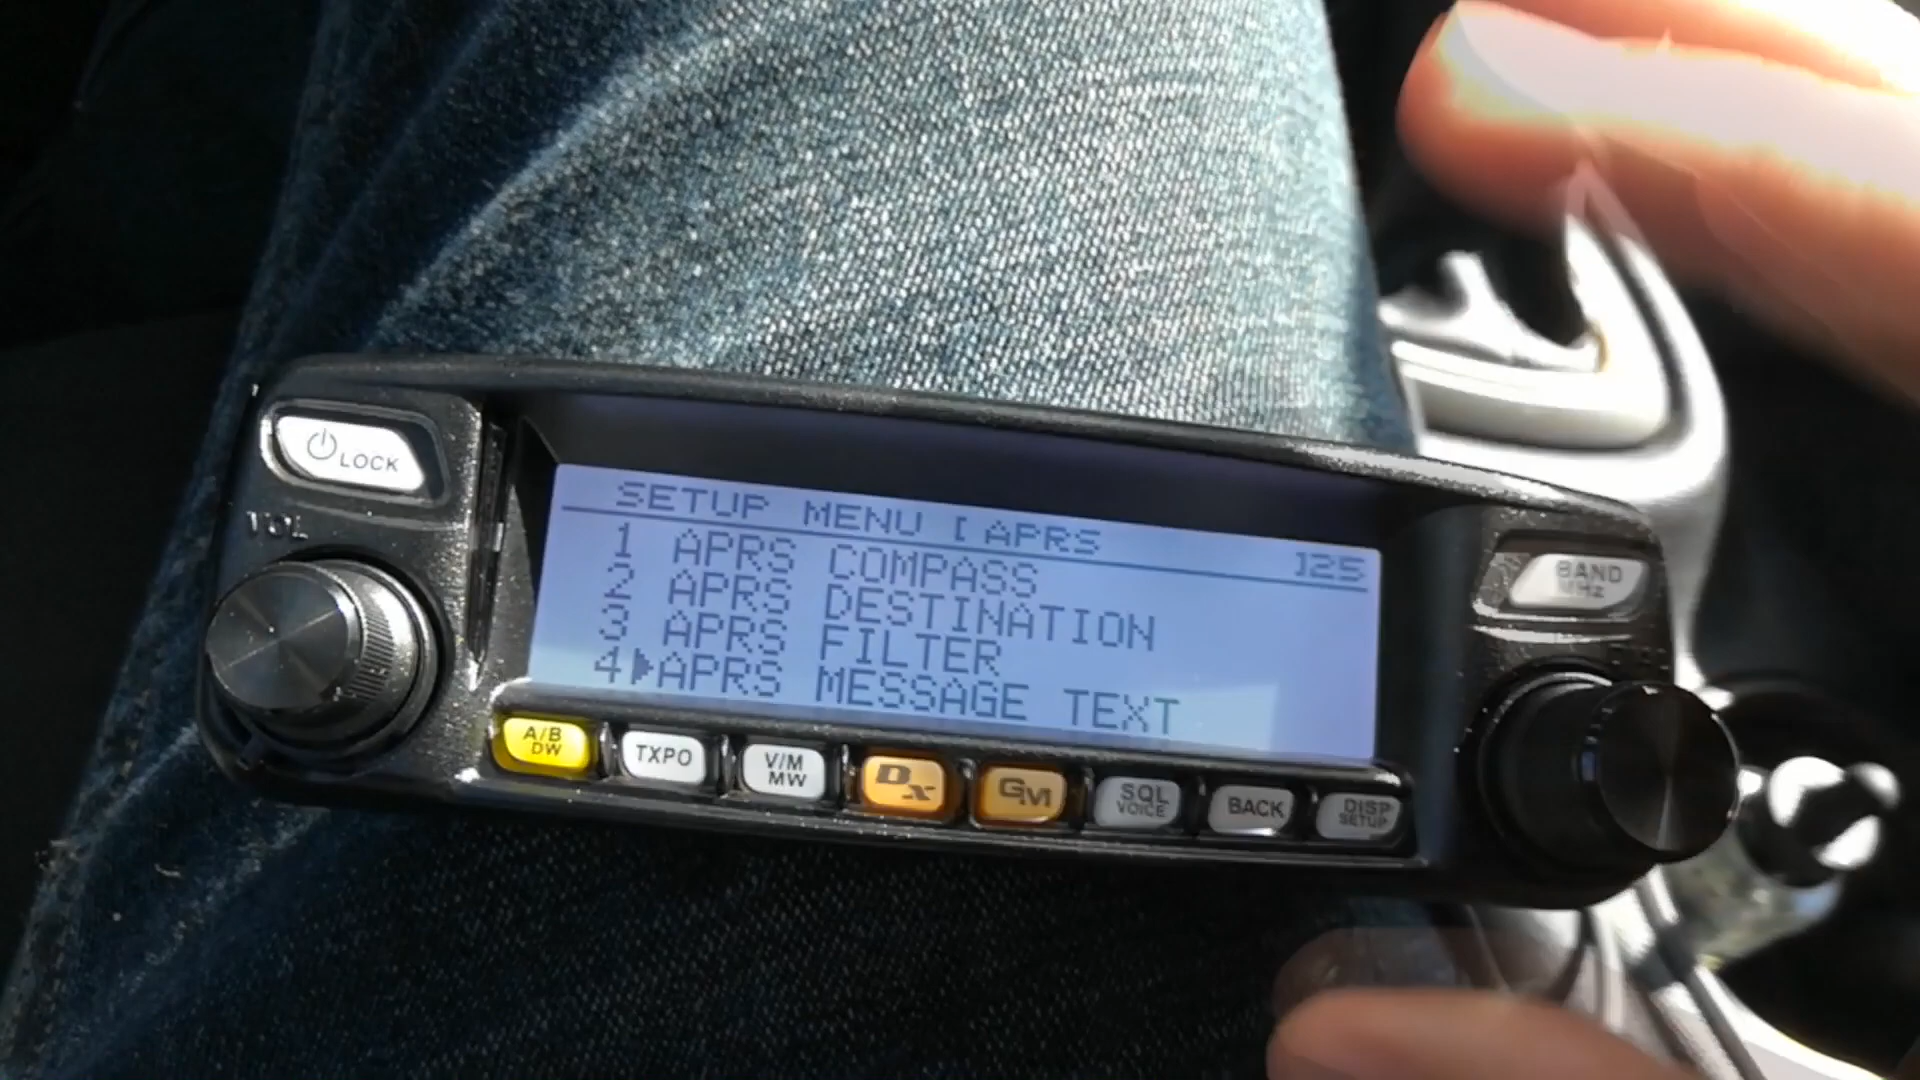 LOCK
VOL
SETUP MENU [APRS ]25
1 APRS COMPASS
2 APRS DESTINATION
3 APRS FILTER
4 APRS MESSAGE TEXT
BAND
MHz
A/B
DW
TXPO
V/M
MW
DX
GM
SQL
VOICE
BACK
DISP
SETUP